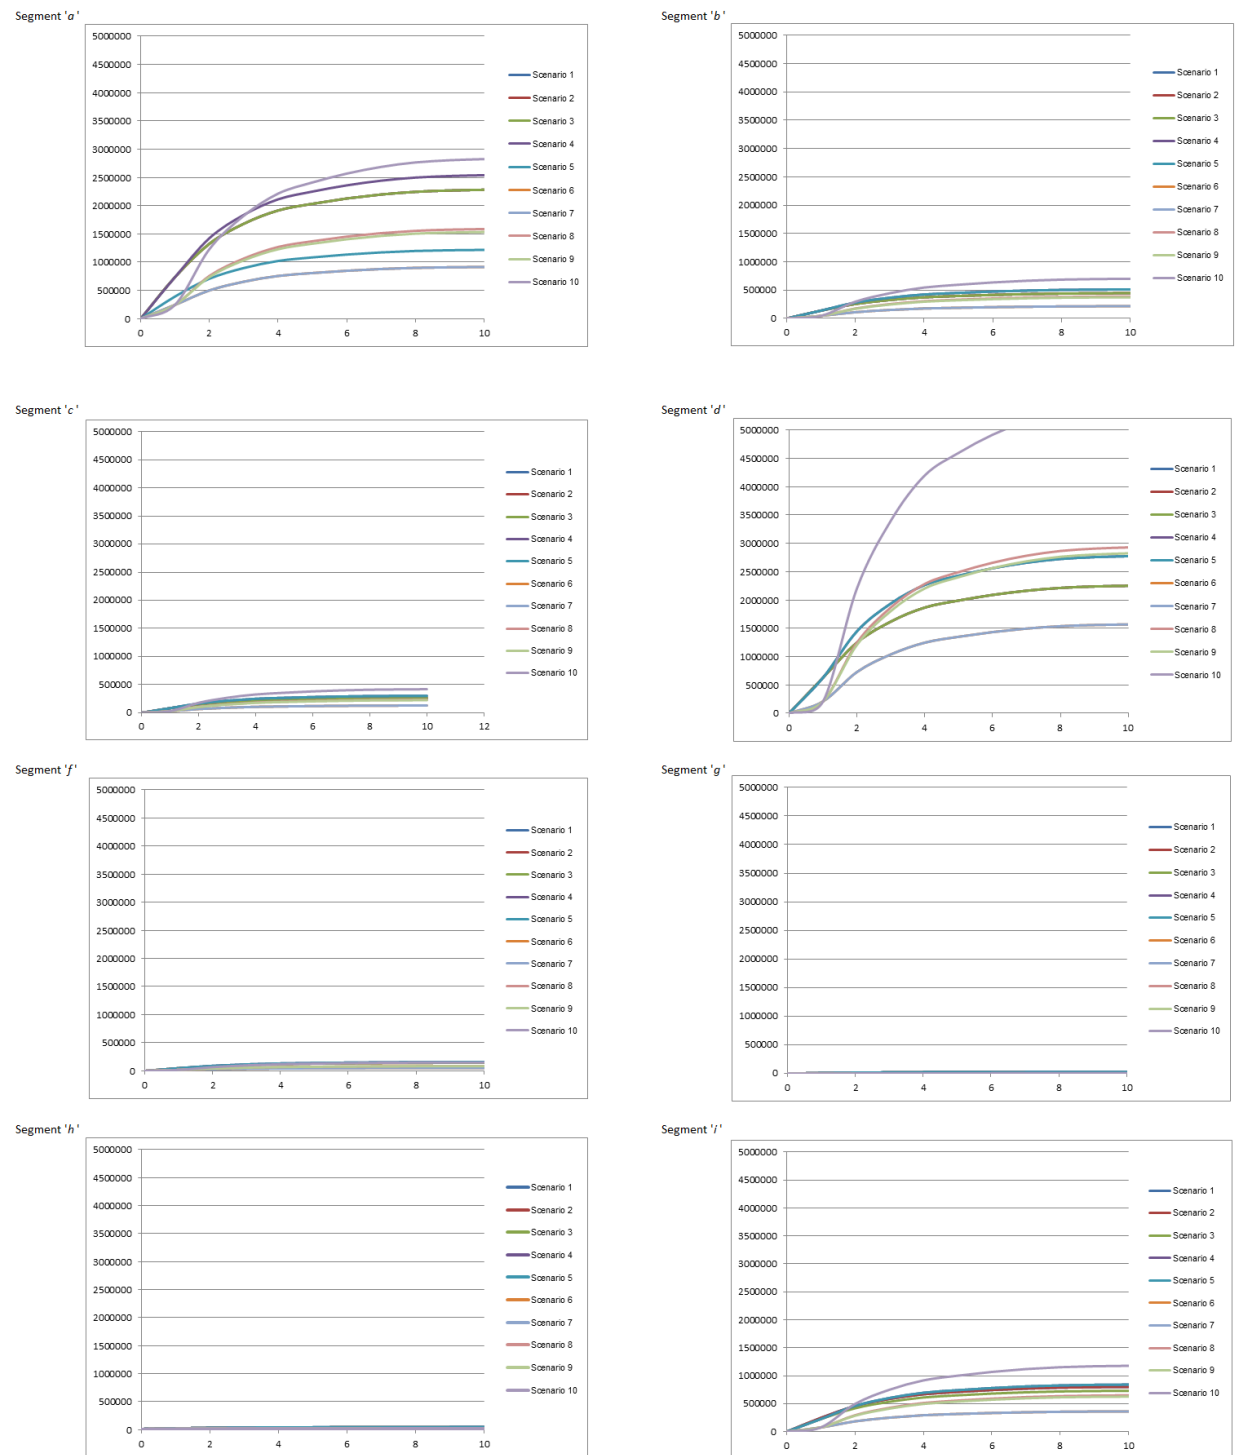 Segment 'a'
5000000
4500000
4000000
3500000
3000000
2500000
2000000
1500000
1000000
500000
0
0 2 4 6 8 10
Scenario 1
Scenario 2
Scenario 3
Scenario 4
Scenario 5
Scenario 6
Scenario 7
Scenario 8
Scenario 9
Scenario 10
Segment 'b'
5000000
4500000
4000000
3500000
3000000
2500000
2000000
1500000
1000000
500000
0
0 2 4 6 8 10
Scenario 1
Scenario 2
Scenario 3
Scenario 4
Scenario 5
Scenario 6
Scenario 7
Scenario 8
Scenario 9
Scenario 10
Segment 'c'
5000000
4500000
4000000
3500000
3000000
2500000
2000000
1500000
1000000
500000
0
0 2 4 6 8 10 12
Scenario 1
Scenario 2
Scenario 3
Scenario 4
Scenario 5
Scenario 6
Scenario 7
Scenario 8
Scenario 9
Scenario 10
Segment 'd'
5000000
4500000
4000000
3500000
3000000
2500000
2000000
1500000
1000000
500000
0
0 2 4 6 8 10
Scenario 1
Scenario 2
Scenario 3
Scenario 4
Scenario 5
Scenario 6
Scenario 7
Scenario 8
Scenario 9
Scenario 10
Segment 'f'
5000000
4500000
4000000
3500000
3000000
2500000
2000000
1500000
1000000
500000
0
0 2 4 6 8 10
Scenario 1
Scenario 2
Scenario 3
Scenario 4
Scenario 5
Scenario 6
Scenario 7
Scenario 8
Scenario 9
Scenario 10
Segment 'g'
5000000
4500000
4000000
3500000
3000000
2500000
2000000
1500000
1000000
500000
0
0 2 4 6 8 10
Scenario 1
Scenario 2
Scenario 3
Scenario 4
Scenario 5
Scenario 6
Scenario 7
Scenario 8
Scenario 9
Scenario 10
Segment 'h'
5000000
4500000
4000000
3500000
3000000
2500000
2000000
1500000
1000000
500000
0
0 2 4 6 8 10
Scenario 1
Scenario 2
Scenario 3
Scenario 4
Scenario 5
Scenario 6
Scenario 7
Scenario 8
Scenario 9
Scenario 10
Segment 'i'
5000000
4500000
4000000
3500000
3000000
2500000
2000000
1500000
1000000
500000
0
0 2 4 6 8 10
Scenario 1
Scenario 2
Scenario 3
Scenario 4
Scenario 5
Scenario 6
Scenario 7
Scenario 8
Scenario 9
Scenario 10